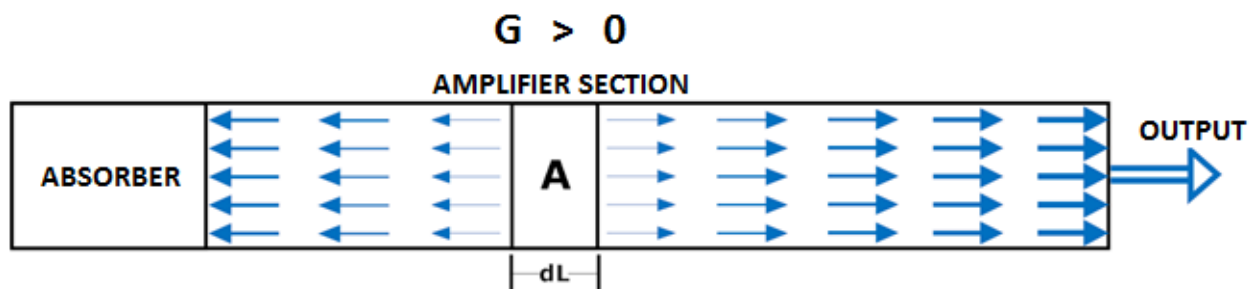 G > 0
AMPLIFIER SECTION
ABSORBER
A
OUTPUT
dL